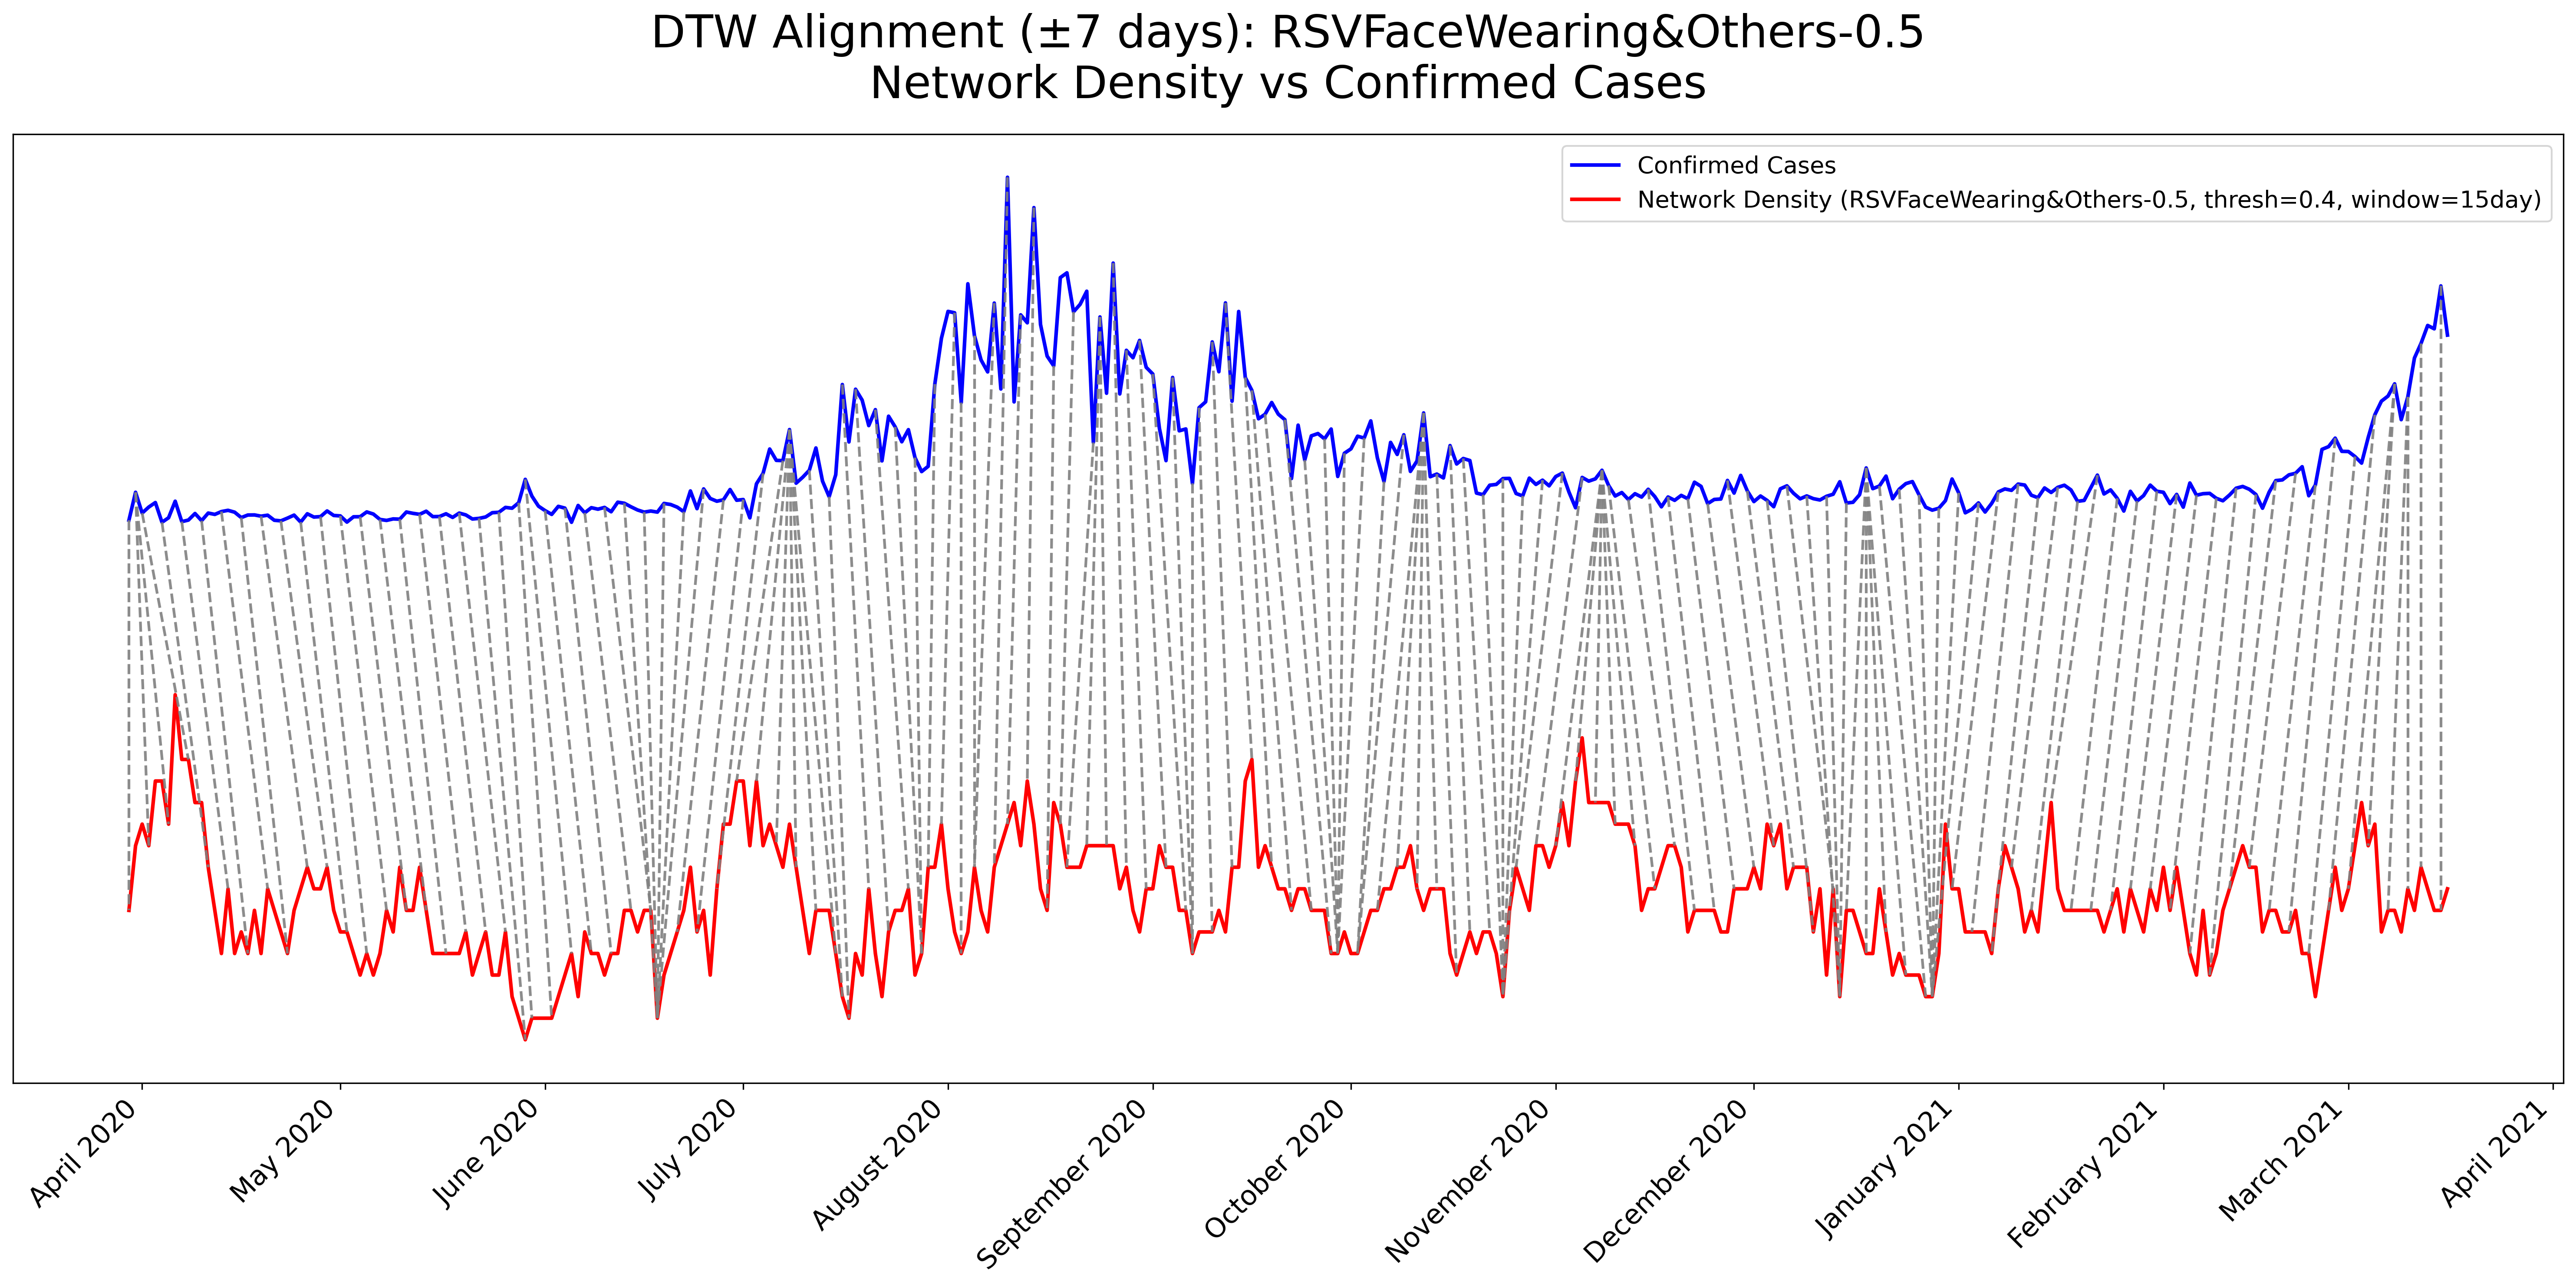 DTW Alignment (±7 days): RSVFaceWearing&Others-0.5
Network Density vs Confirmed Cases
Confirmed Cases
Network Density (RSVFaceWearing&Others-0.5, thresh=0.4, window=15day)
April 2020
May 2020
June 2020
July 2020
August 2020
September 2020
October 2020
November 2020
December 2020
January 2021
February 2021
March 2021
April 2021